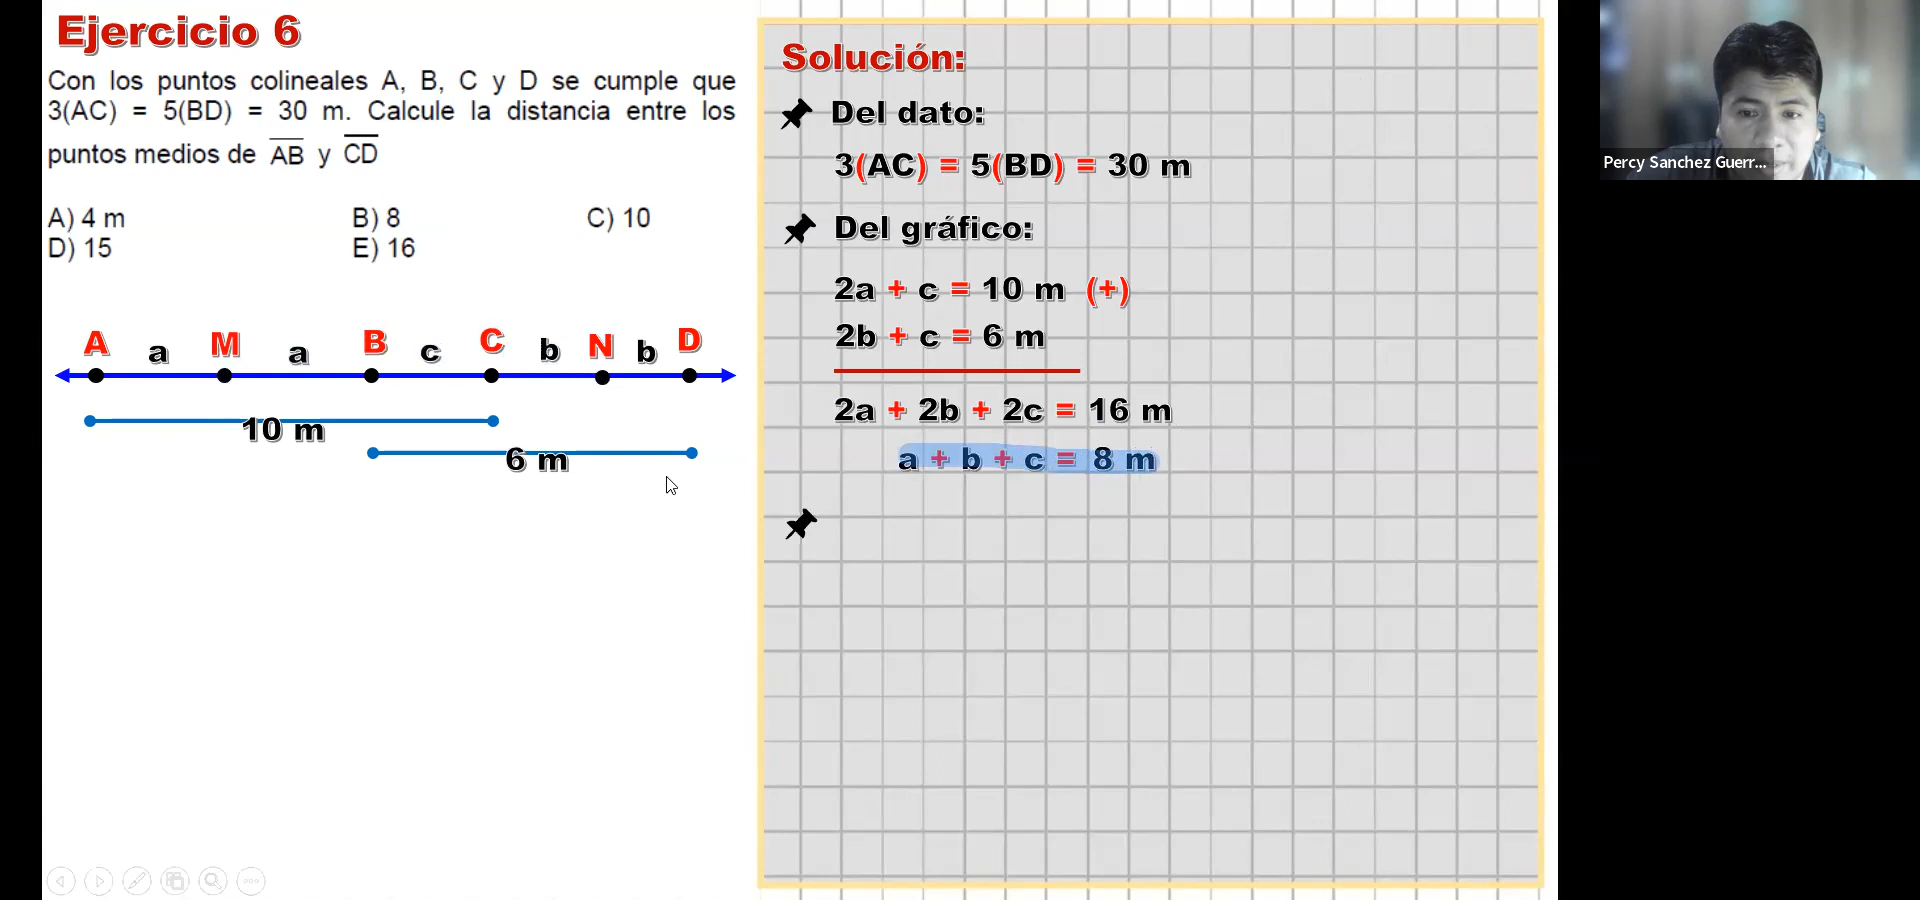 Ejercicio 6
Con los puntos colineales A, B, C y D se cumple que
3(AC) = 5(BD) = 30 m. Calcule la distancia entre los
puntos medios de AB y CD
A) 4 m B) 8 C) 10
D) 15 E) 16
A a M a B c C b N b D
10 m
6 m
Solución:
Del dato:
3(AC) = 5(BD) = 30 m
Del gráfico:
2a + c = 10 m (+)
2b + c = 6 m
2a + 2b + 2c = 16 m
a + b + c = 8 m
Percy Sanchez Guerr...